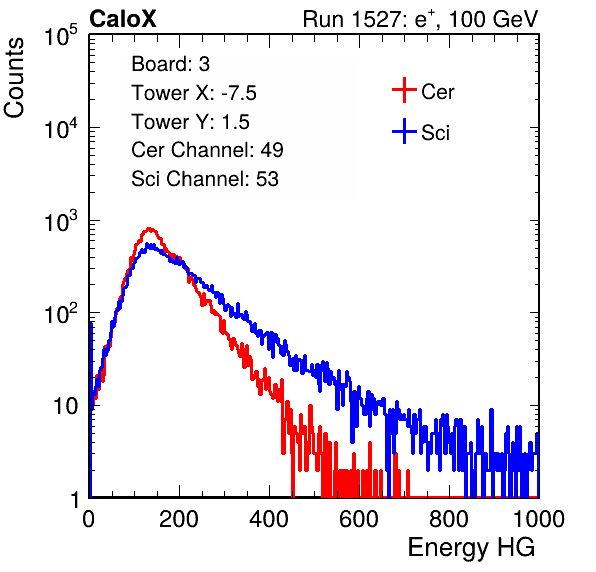 CaloX Run 1527: e⁺, 100 GeV
Counts
Board: 3
Tower X: -7.5
Tower Y: 1.5
Cer Channel: 49
Sci Channel: 53
Cer
Sci
10⁵
10⁴
10³
10²
10
1
0 200 400 600 800 1000
Energy HG